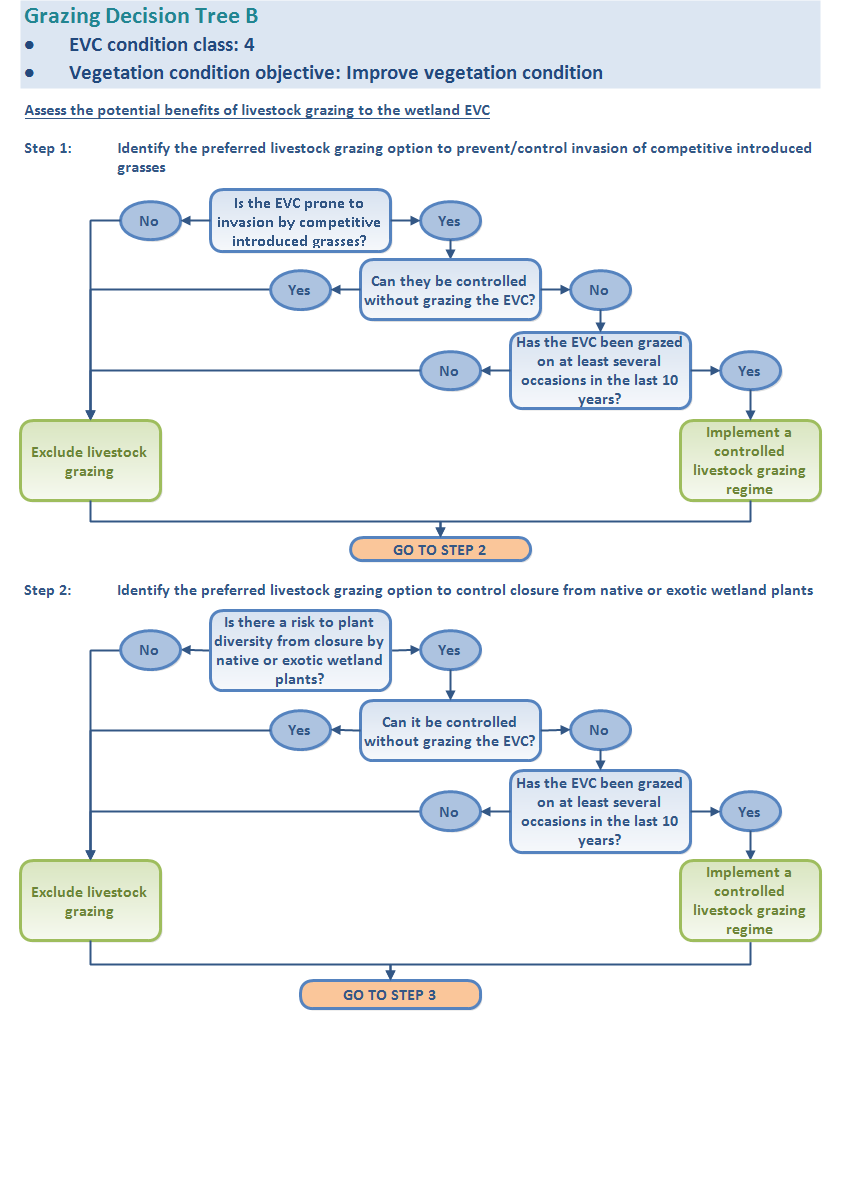 Grazing Decision Tree B
• EVC condition class: 4
• Vegetation condition objective: Improve vegetation condition
Assess the potential benefits of livestock grazing to the wetland EVC
Step 1: Identify the preferred livestock grazing option to prevent/control invasion of competitive introduced
grasses
Is the EVC prone to
invasion by competitive
introduced grasses?
No
Yes
Can they be controlled
without grazing the EVC?
Yes
No
Has the EVC been grazed
on at least several
occasions in the last 10
years?
No
Yes
Exclude livestock
grazing
Implement a
controlled
livestock grazing
regime
GO TO STEP 2
Step 2: Identify the preferred livestock grazing option to control closure from native or exotic wetland plants
Is there a risk to plant
diversity from closure by
native or exotic wetland
plants?
No
Yes
Can it be controlled
without grazing the EVC?
Yes
No
Has the EVC been grazed
on at least several
occasions in the last 10
years?
No
Yes
Exclude livestock
grazing
Implement a
controlled
livestock grazing
regime
GO TO STEP 3